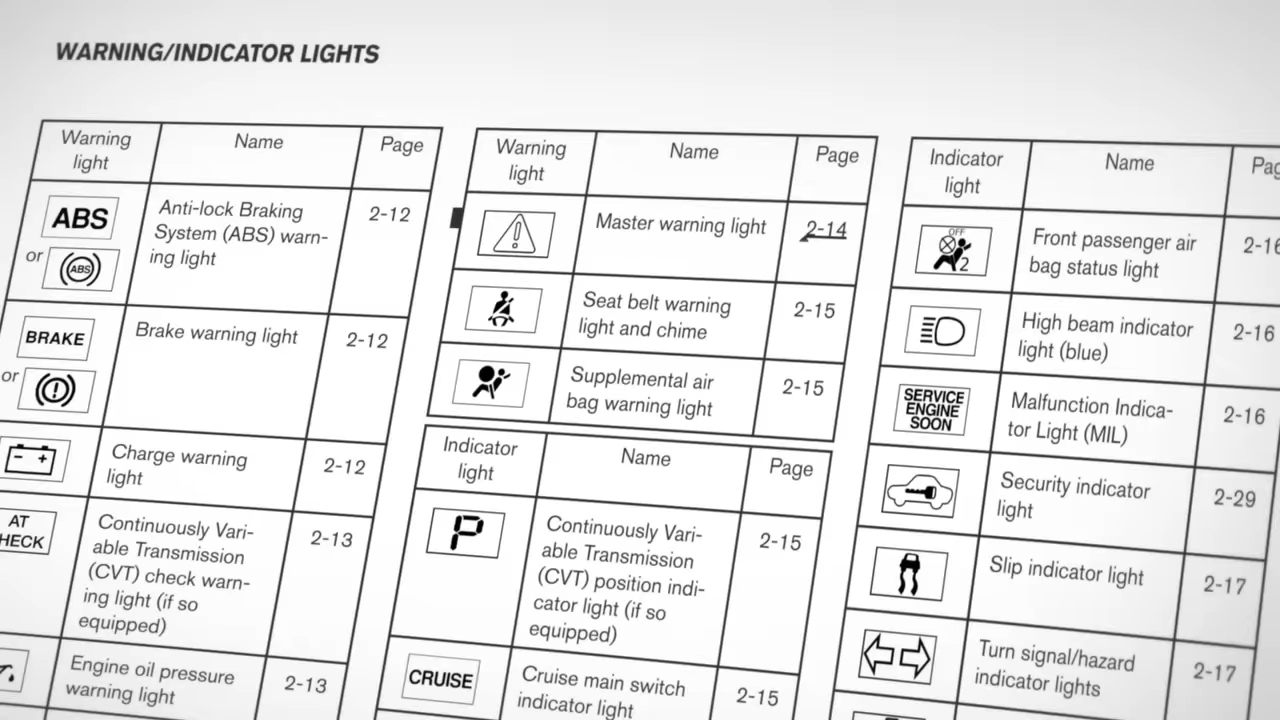 WARNING/INDICATOR LIGHTS
Warning
light
Name
Page
ABS
or
ABS
Anti-lock Braking
System (ABS) warn-
ing light
2-12
BRAKE
or
Brake warning light
2-12
Charge warning
light
2-12
AT
Continuously Vari-
able Transmission
(CVT) check warn-
ing light (if so
equipped)
2-13
Engine oil pressure
warning light
2-13
Warning
light
Name
Page
Master warning light
2-14
Seat belt warning
light and chime
2-15
Supplemental air
bag warning light
2-15
Indicator
light
Name
Page
P
Continuously Vari-
able Transmission
(CVT) position indi-
cator light (if so
equipped)
2-15
CRUISE
Cruise main switch
indicator light
2-15
Indicator
light
Name
OFF
2
Front passenger air
bag status light
High beam indicator
light (blue)
2-16
SERVICE
ENGINE
SOON
Malfunction Indica-
tor Light (MIL)
2-16
Security indicator
light
2-29
Slip indicator light
2-17
Turn signal/hazard
indicator lights
2-17